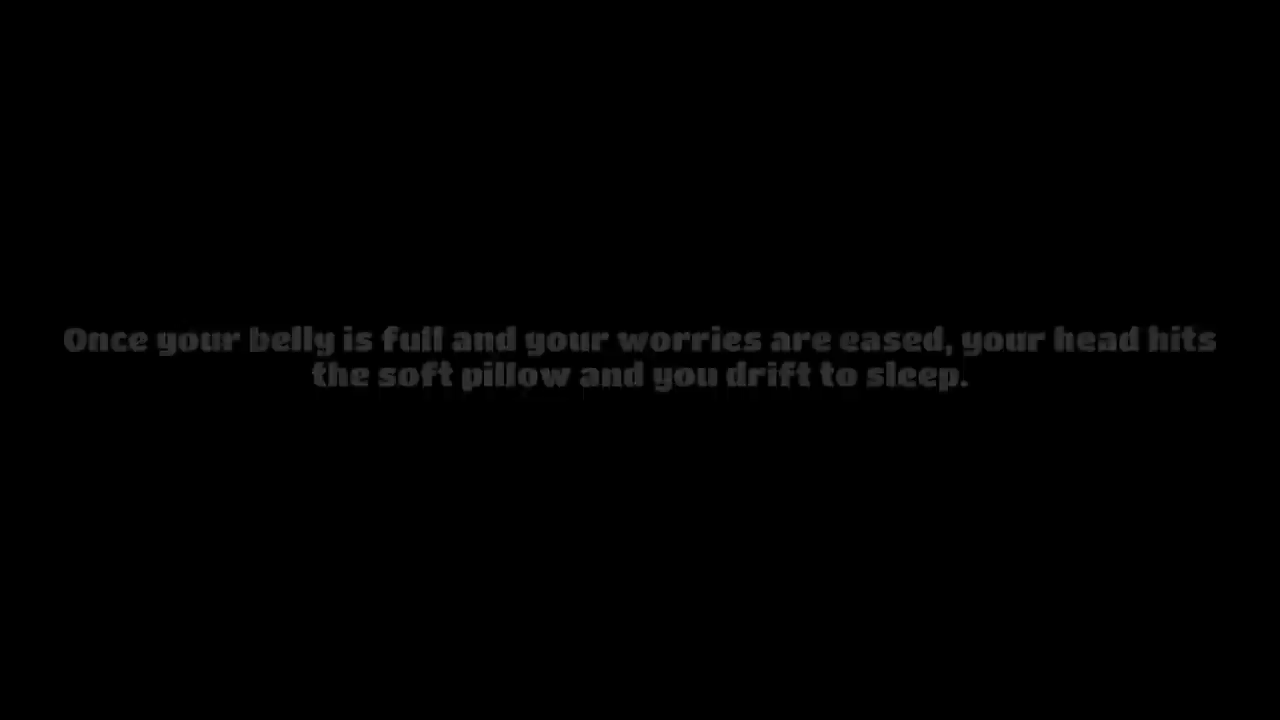 Once your belly is full and your worries are eased, your head hits
the soft pillow and you drift to sleep.